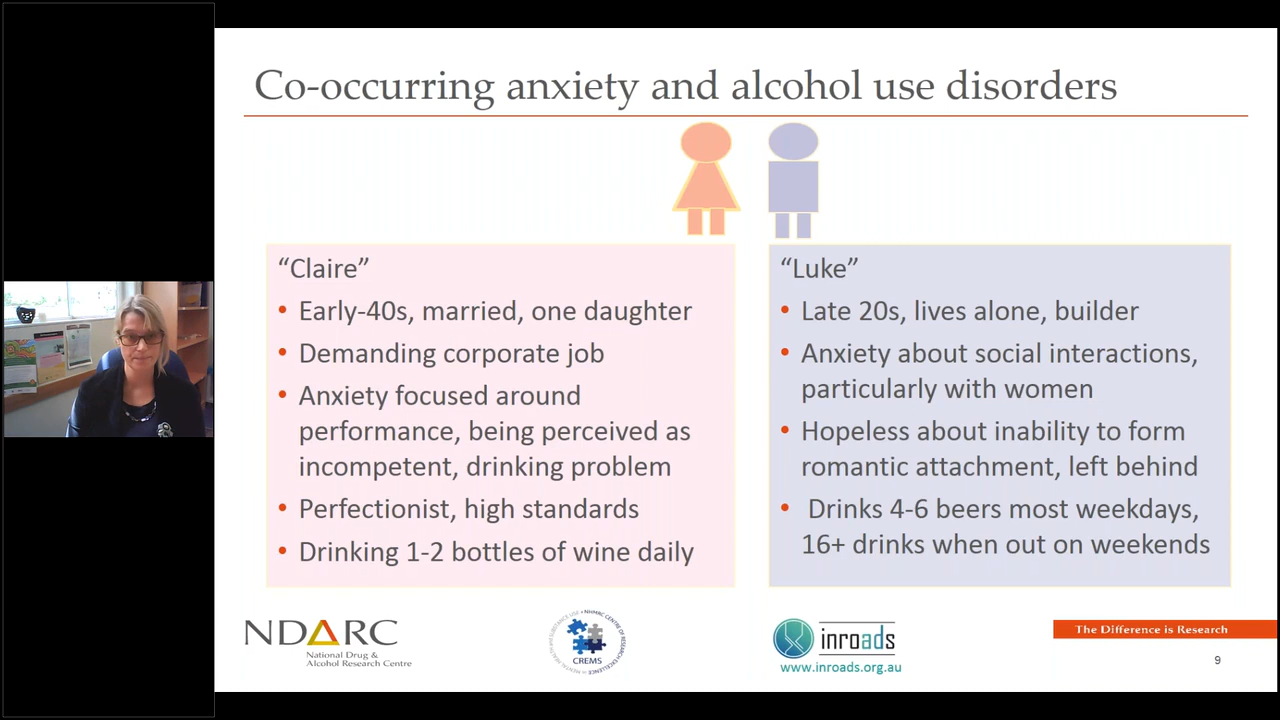 Co-occurring anxiety and alcohol use disorders
“Claire”
• Early-40s, married, one daughter
• Demanding corporate job
• Anxiety focused around
performance, being perceived as
incompetent, drinking problem
• Perfectionist, high standards
• Drinking 1-2 bottles of wine daily
“Luke”
• Late 20s, lives alone, builder
• Anxiety about social interactions,
particularly with women
• Hopeless about inability to form
romantic attachment, left behind
• Drinks 4-6 beers most weekdays,
16+ drinks when out on weekends
NDARC
National Drug &
Alcohol Research Centre
CREMS
inroads
www.inroads.org.au
The Difference is Research
9